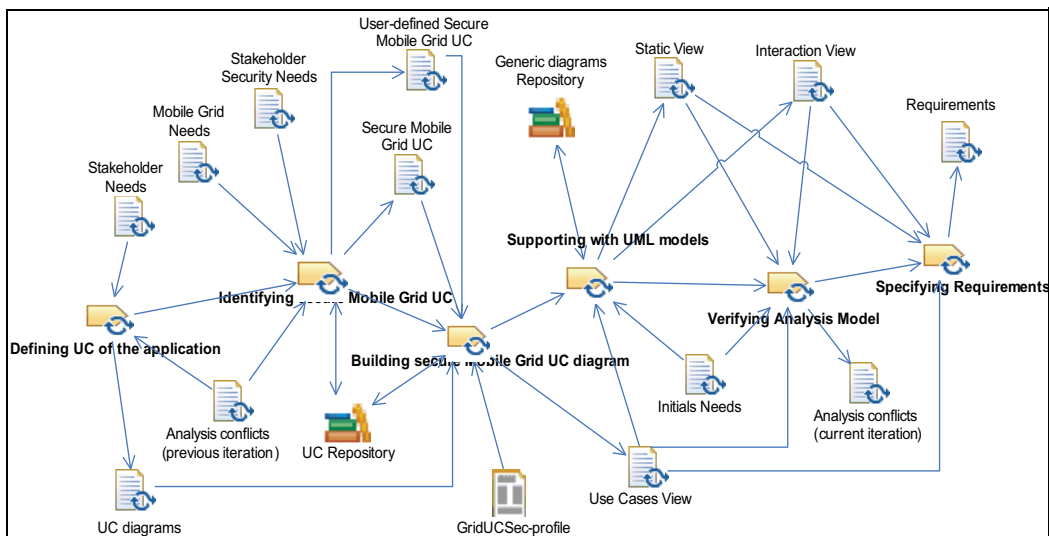 User-defined Secure
Mobile Grid UC
Static View
Interaction View
Stakeholder
Security Needs
Generic diagrams
Repository
Requirements
Mobile Grid
Needs
Secure Mobile
Grid UC
Stakeholder
Needs
Supporting with UML models
Identifying Mobile Grid UC
Specifying Requirements
Verifying Analysis Model
Defining UC of the application
Building secure Mobile Grid UC diagram
Initials Needs
Analysis conflicts
(previous iteration)
UC Repository
Analysis conflicts
(current iteration)
Use Cases View
UC diagrams
GridUCSec-profile